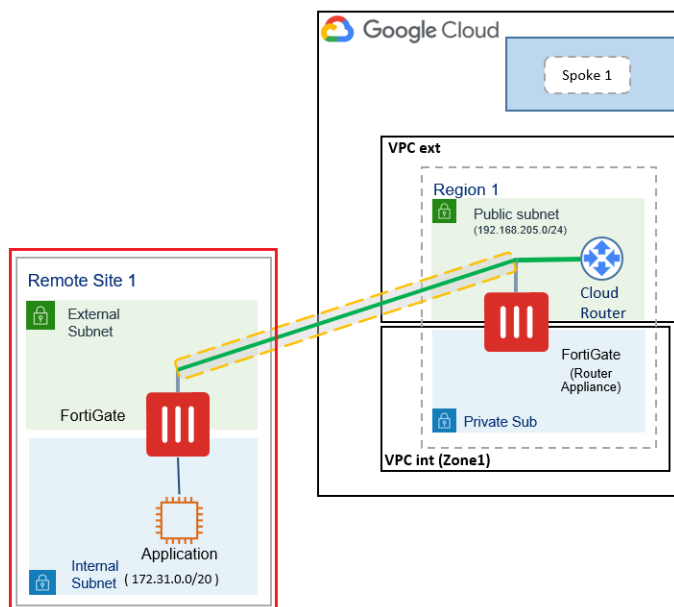 Google Cloud
Spoke 1
VPC ext
Region 1
Public subnet
(192.168.205.0/24)
Cloud
Router
FortiGate
(Router
Appliance)
Private Sub
VPC int (Zone1)
Remote Site 1
External
Subnet
FortiGate
Application
Internal
Subnet
( 172.31.0.0/20 )